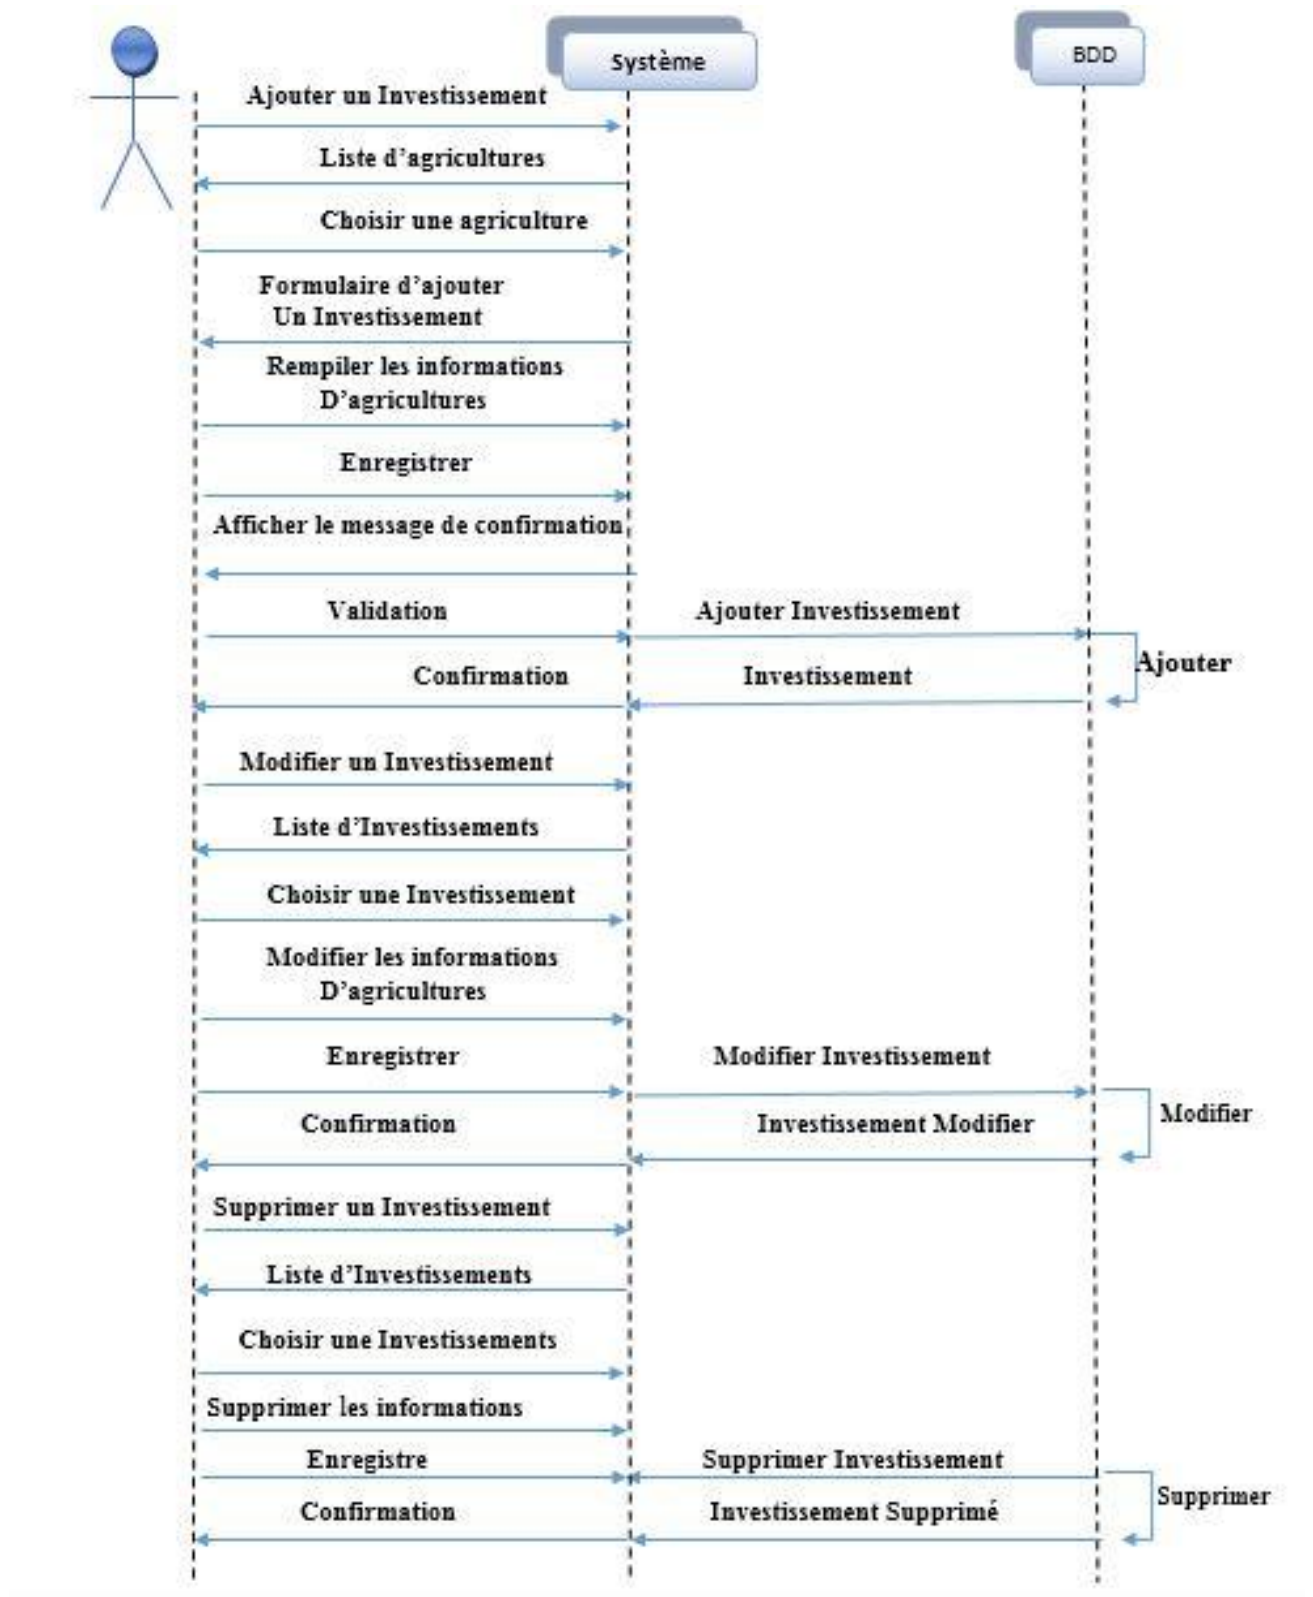 Système
BDD
Ajouter un Investissement
Liste d'agricultures
Choisir une agriculture
Formulaire d'ajouter
Un Investissement
Rempiler les informations
D'agricultures
Enregistrer
Afficher le message de confirmation
Validation
Ajouter Investissement
Ajouter
Confirmation
Investissement
Modifier un Investissement
Liste d'Investissements
Choisir une Investissement
Modifier les informations
D'agricultures
Enregistrer
Modifier Investissement
Modifier
Confirmation
Investissement Modifier
Supprimer un Investissement
Liste d'Investissements
Choisir une Investissements
Supprimer les informations
Enregistre
Supprimer Investissement
Supprimer
Confirmation
Investissement Supprimé